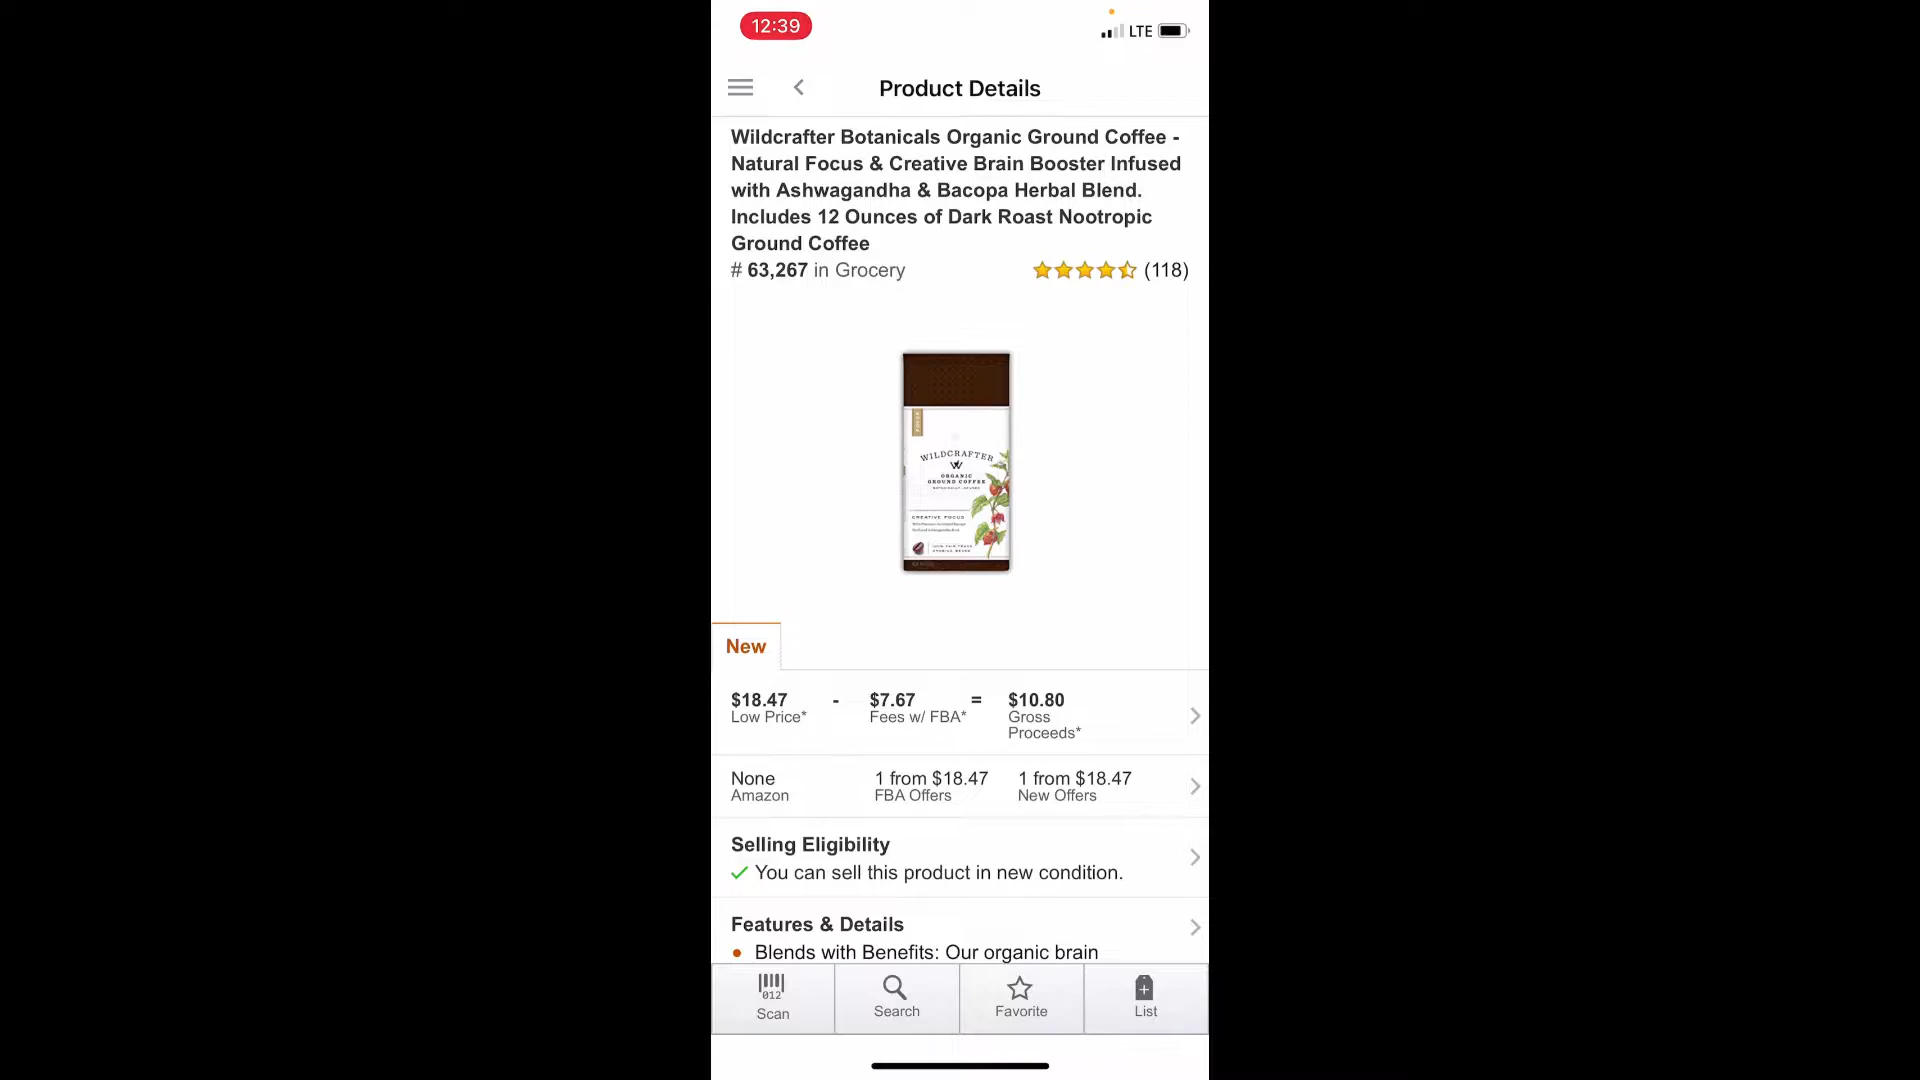 12:39
LTE
Product Details
Wildcrafter Botanicals Organic Ground Coffee -
Natural Focus & Creative Brain Booster Infused
with Ashwagandha & Bacopa Herbal Blend.
Includes 12 Ounces of Dark Roast Nootropic
Ground Coffee
# 63,267 in Grocery
(118)
WILDCRAFTER
W
ORGANIC
GROUND COFFEE
CREATIVE FOCUS
New
$18.47 - $7.67 = $10.80
Low Price* Fees w/ FBA* Gross
Proceeds*
None 1 from $18.47 1 from $18.47
Amazon FBA Offers New Offers
Selling Eligibility
You can sell this product in new condition.
Features & Details
Blends with Benefits: Our organic brain
012
Scan Search Favorite List